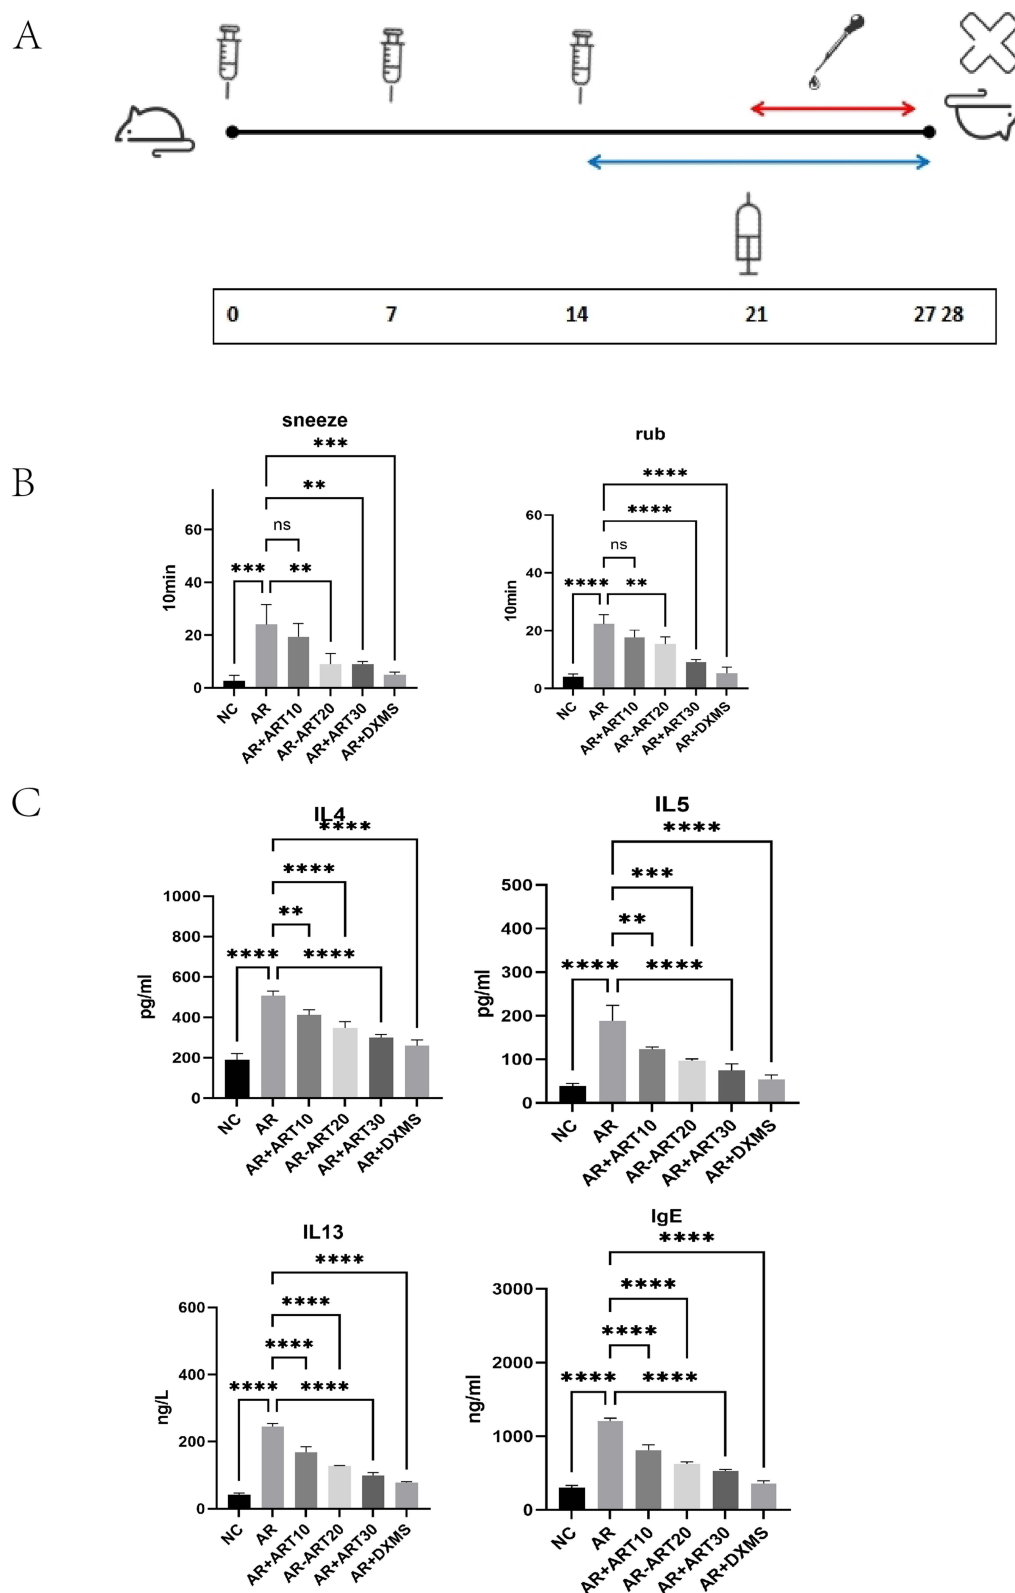 A
0 7 14 21 27 28
B
sneeze
***
**
ns
*** **
60
40
20
0
10min
NC AR AR+ART10 AR-ART20 AR+ART30 AR+DXMS
rub
****
****
ns
**** **
60
40
20
0
10min
NC AR AR+ART10 AR-ART20 AR+ART30 AR+DXMS
C
IL4
****
****
**
**** ****
1000
800
600
400
200
0
pg/ml
NC AR AR+ART10 AR-ART20 AR+ART30 AR+DXMS
IL5
****
***
**
**** ****
500
400
300
200
100
0
pg/ml
NC AR AR+ART10 AR-ART20 AR+ART30 AR+DXMS
IL13
****
****
****
**** ****
600
400
200
0
ng/L
NC AR AR+ART10 AR-ART20 AR+ART30 AR+DXMS
IgE
****
****
****
**** ****
3000
2000
1000
0
ng/ml
NC AR AR+ART10 AR-ART20 AR+ART30 AR+DXMS